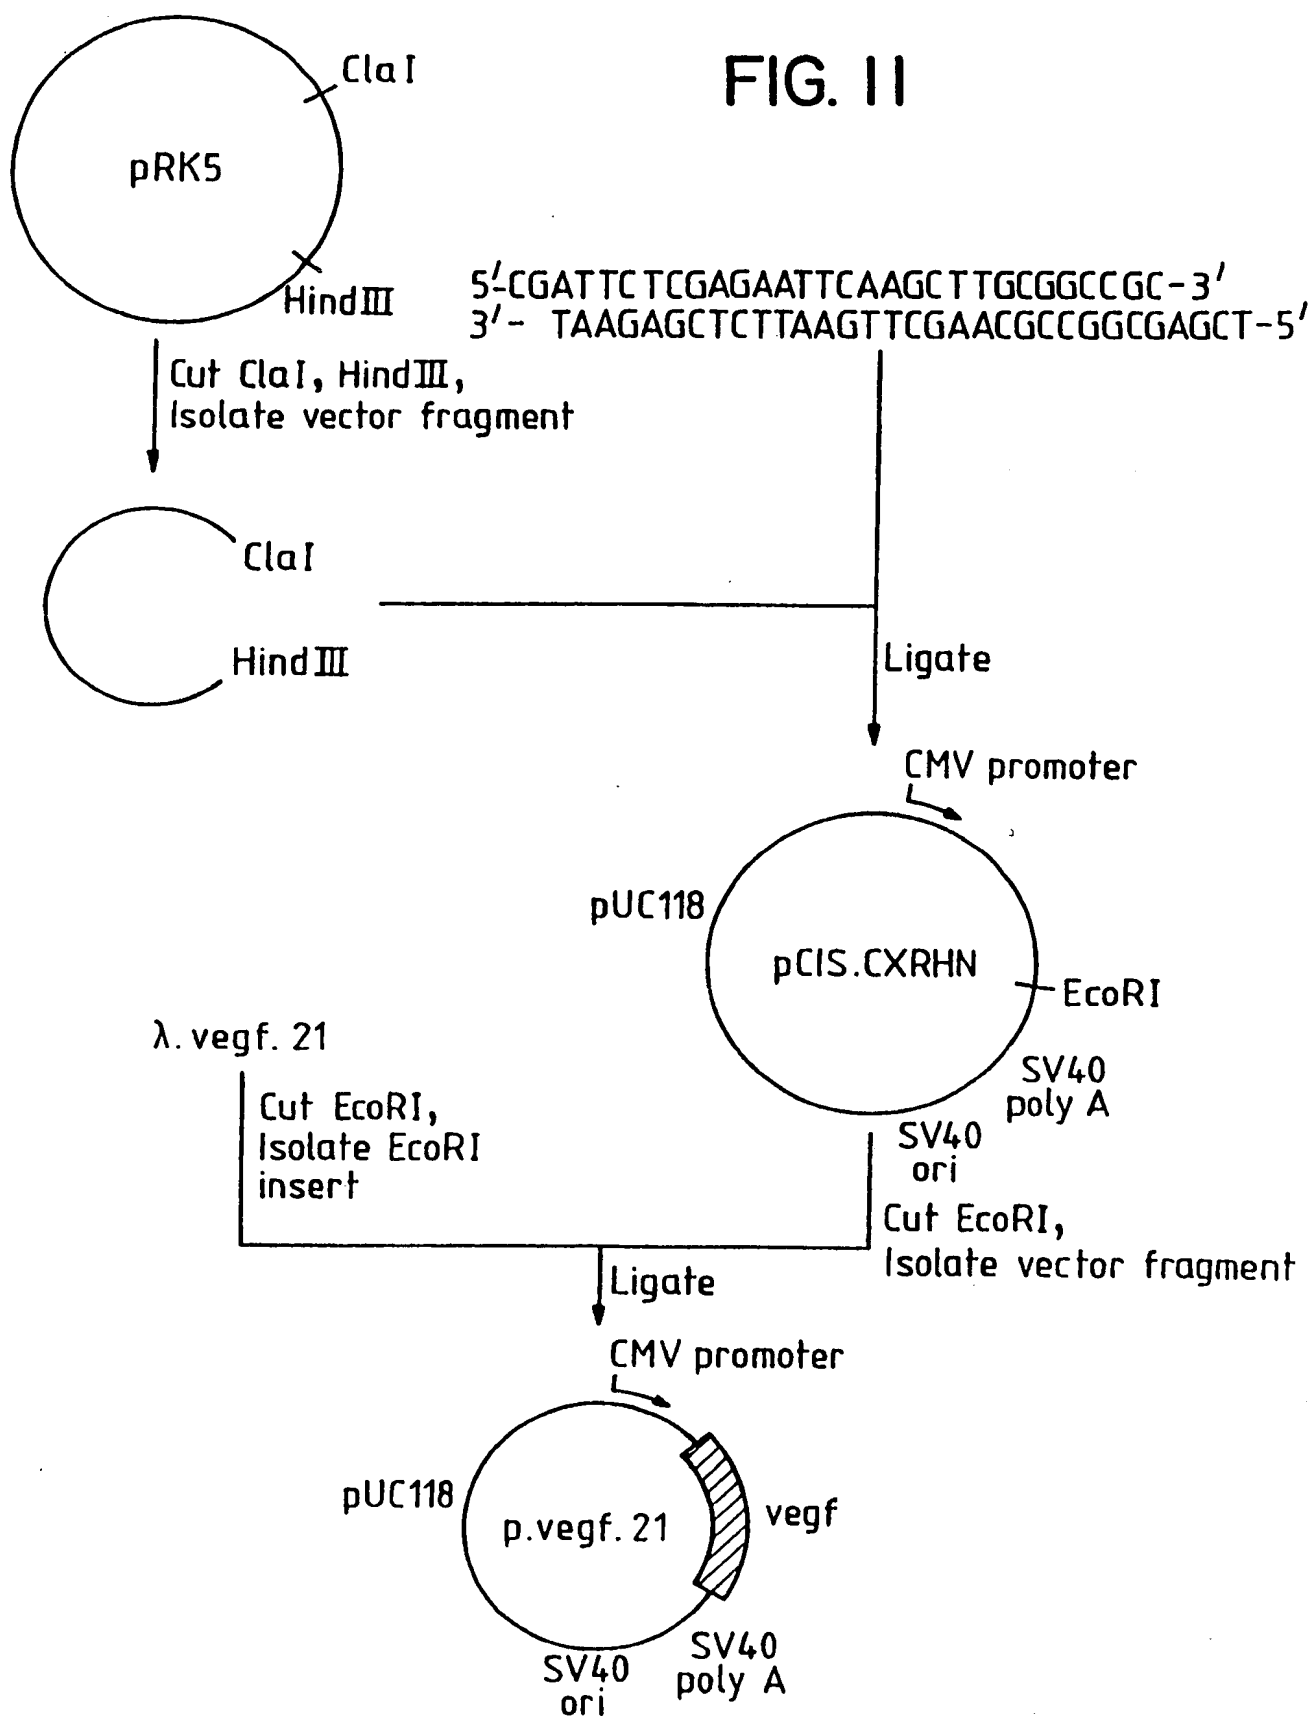 FIG. 11
ClaI
pRK5
HindIII
5'-CGATTCTCGAGAATTCAAGCTTGCGGCCGC-3'
3'- TAAGAGCTCTTAAGTTCGAACGCCGGCGAGCT-5'
Cut ClaI, HindIII,
Isolate vector fragment
ClaI
HindIII
Ligate
CMV promoter
pUC118
pCIS.CXRHN
EcoRI
SV40
poly A
SV40
ori
λ.vegf.21
Cut EcoRI,
Isolate EcoRI
insert
Cut EcoRI,
Isolate vector fragment
Ligate
CMV promoter
pUC118
p.vegf.21
vegf
SV40
poly A
SV40
ori